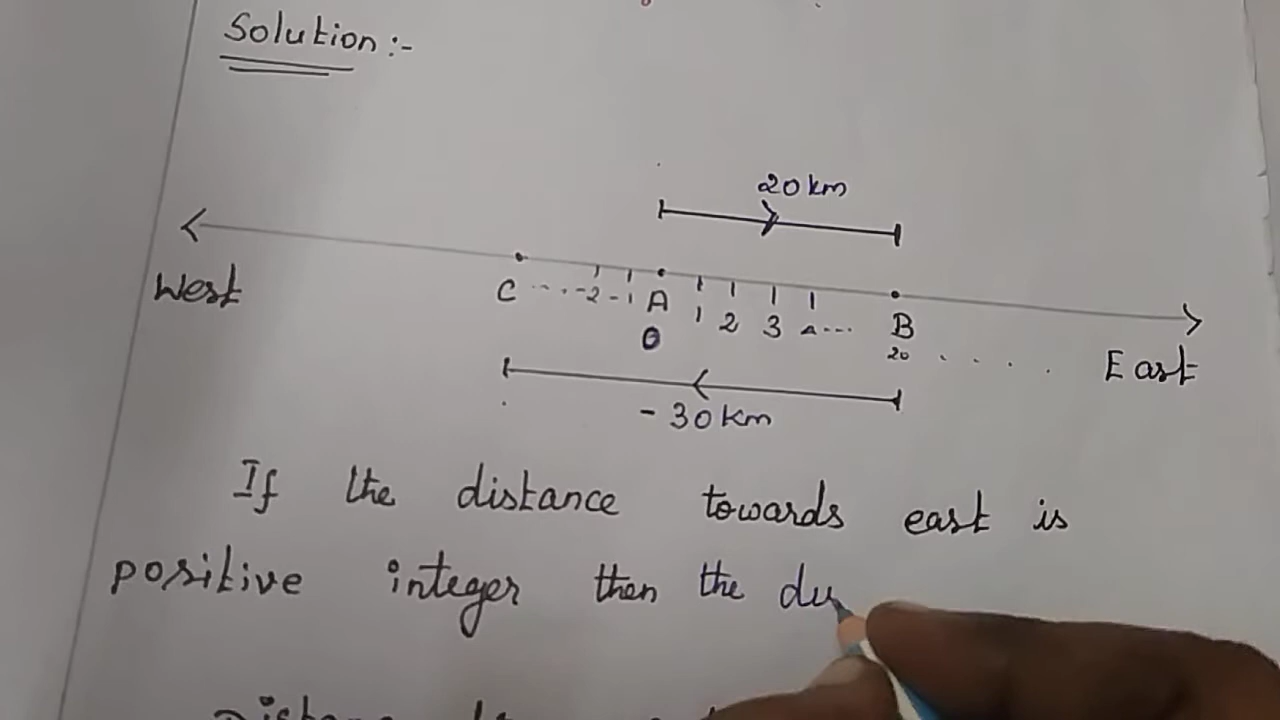 Solution :-
20 km
West C ....-2 -1 A 1 2 3 4... B
0 20 . . . . East
- 30 km
If the distance towards east is
positive integer then the